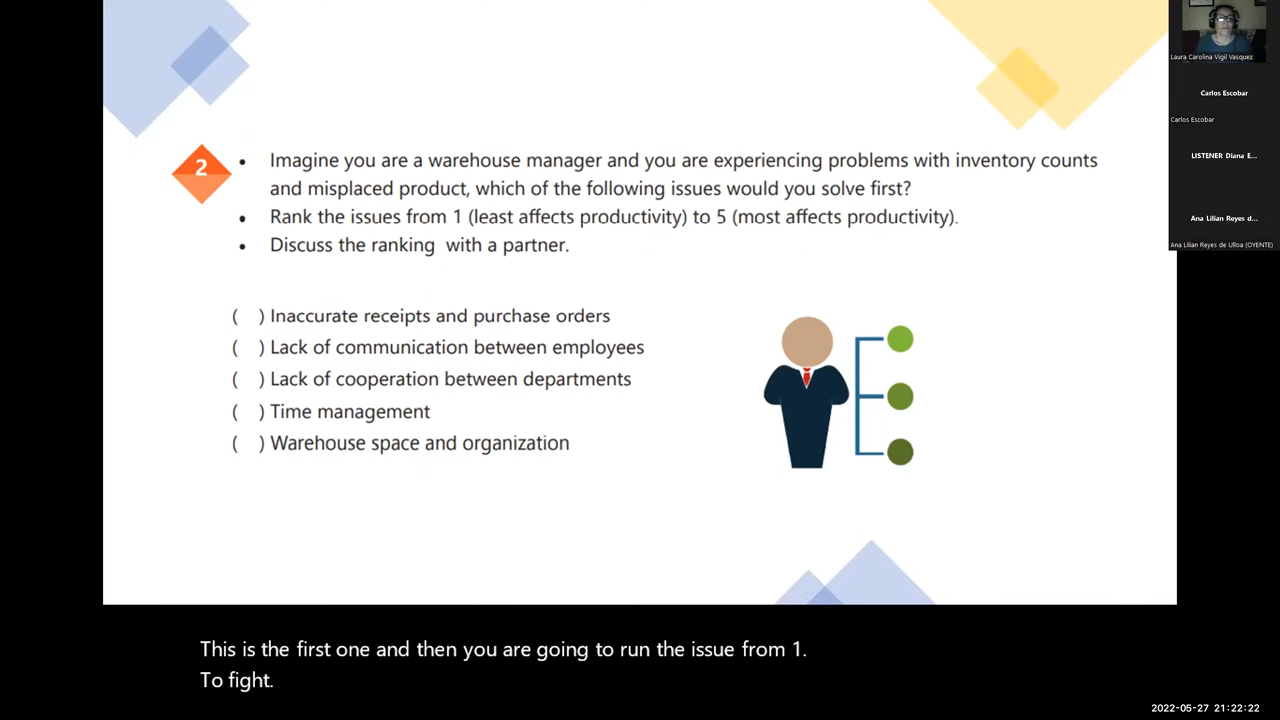 2
• Imagine you are a warehouse manager and you are experiencing problems with inventory counts
and misplaced product, which of the following issues would you solve first?
• Rank the issues from 1 (least affects productivity) to 5 (most affects productivity).
• Discuss the ranking with a partner.
( ) Inaccurate receipts and purchase orders
( ) Lack of communication between employees
( ) Lack of cooperation between departments
( ) Time management
( ) Warehouse space and organization
Laura Carolina Vigil Vasquez
Carlos Escobar
Carlos Escobar
LISTENER Diana E...
Ana Lilian Reyes d...
Ana Lilian Reyes de Ulloa (OYENTE)
This is the first one and then you are going to run the issue from 1.
To fight.
2022-05-27 21:22:22